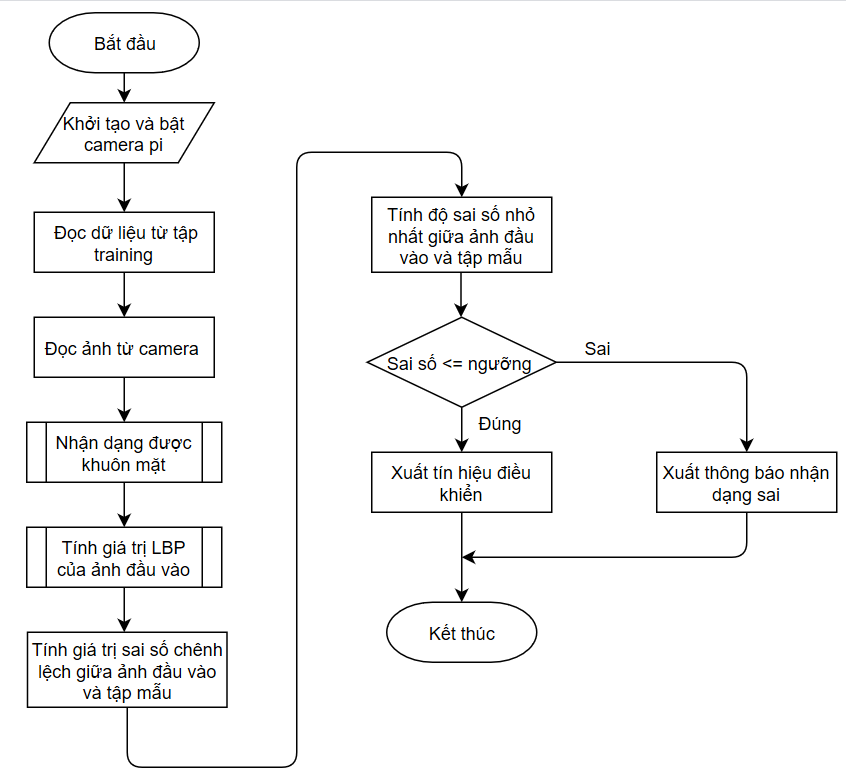 Bắt đầu
Khởi tạo và bật
camera pi
Đọc dữ liệu từ tập
training
Đọc ảnh từ camera
Nhận dạng được
khuôn mặt
Tính giá trị LBP
của ảnh đầu vào
Tính giá trị sai số chênh
lệch giữa ảnh đầu vào
và tập mẫu
Tính độ sai số nhỏ
nhất giữa ảnh đầu
vào và tập mẫu
Sai số <= ngưỡng
Sai
Đúng
Xuất tín hiệu điều
khiển
Xuất thông báo nhận
dạng sai
Kết thúc